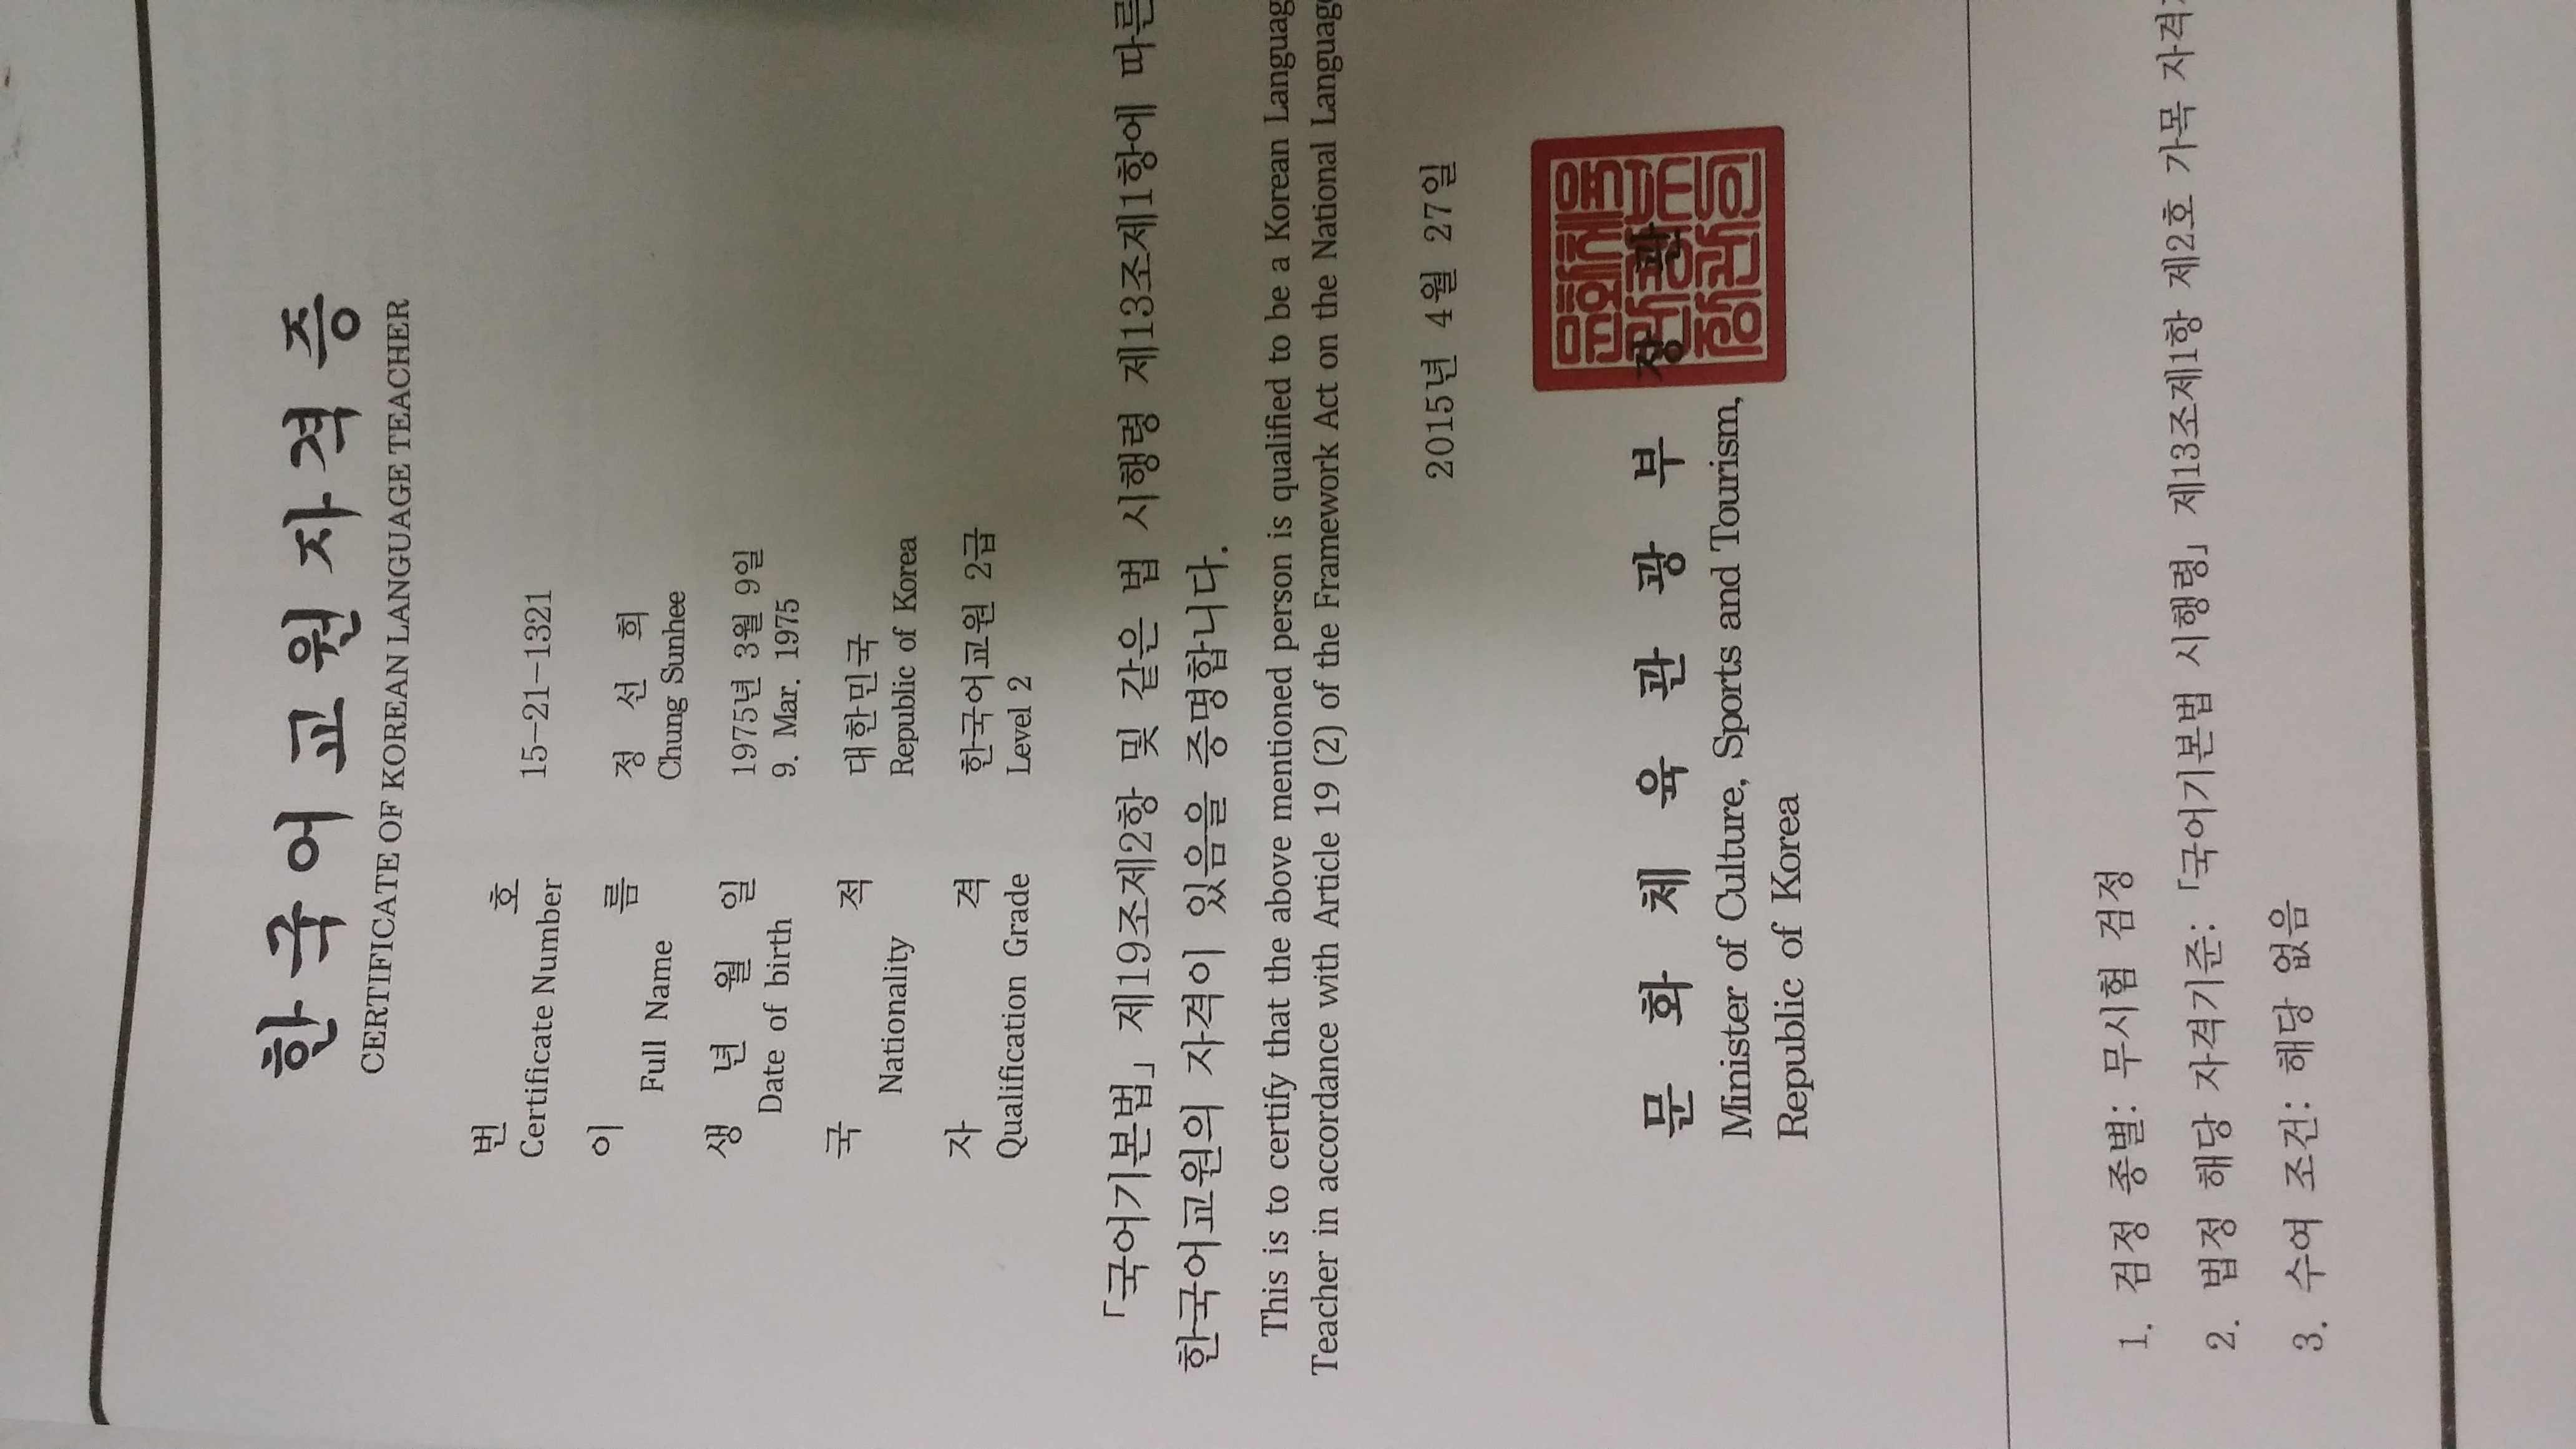 한국어교원자격증
CERTIFICATE OF KOREAN LANGUAGE TEACHER
번 호 15-21-1321
Certificate Number
이 름 정 선 희
Full Name Chung Sunhee
생 년 월 일 1975년 3월 9일
Date of birth 9. Mar. 1975
국 적 대한민국
Nationality Republic of Korea
자 격 한국어교원 2급
Qualification Grade Level 2
「국어기본법」 제19조제2항 및 같은 법 시행령 제13조제1항에 따른
한국어교원의 자격이 있음을 증명합니다.
This is to certify that the above mentioned person is qualified to be a Korean Languag
Teacher in accordance with Article 19 (2) of the Framework Act on the National Languag
2015년 4월 27일
문 화 체 육 관 광 부 장 관
Minister of Culture, Sports and Tourism,
Republic of Korea
문화체육관광부장관인
1. 검정 종별: 무시험 검정
2. 법정 해당 자격기준: 「국어기본법 시행령」 제13조제1항 제2호 가목 자격
3. 수여 조건: 해당 없음